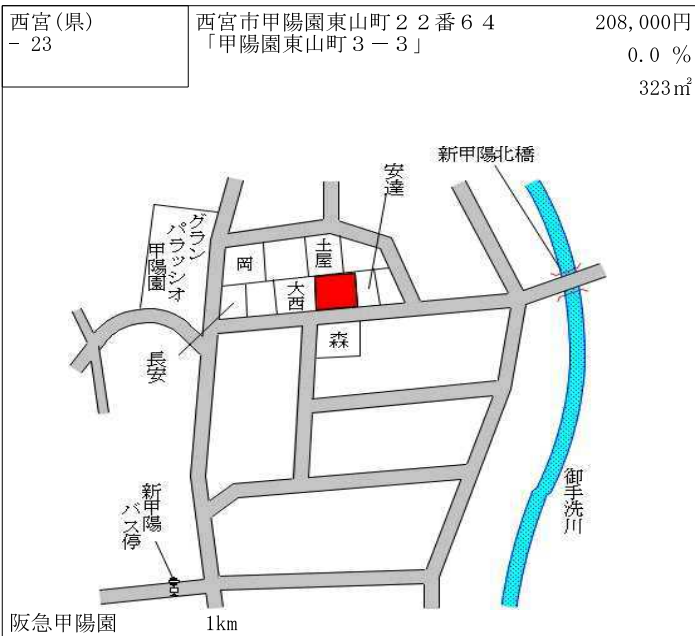 西宮(県)
－ 23
西宮市甲陽園東山町２２番６４
「甲陽園東山町３－３」
208,000円
0.0 %
323㎡
新甲陽北橋
安達
グラン
パラッシオ
甲陽園
土屋
岡
大西
森
長安
新甲陽
バス停
御手洗川
阪急甲陽園
1km